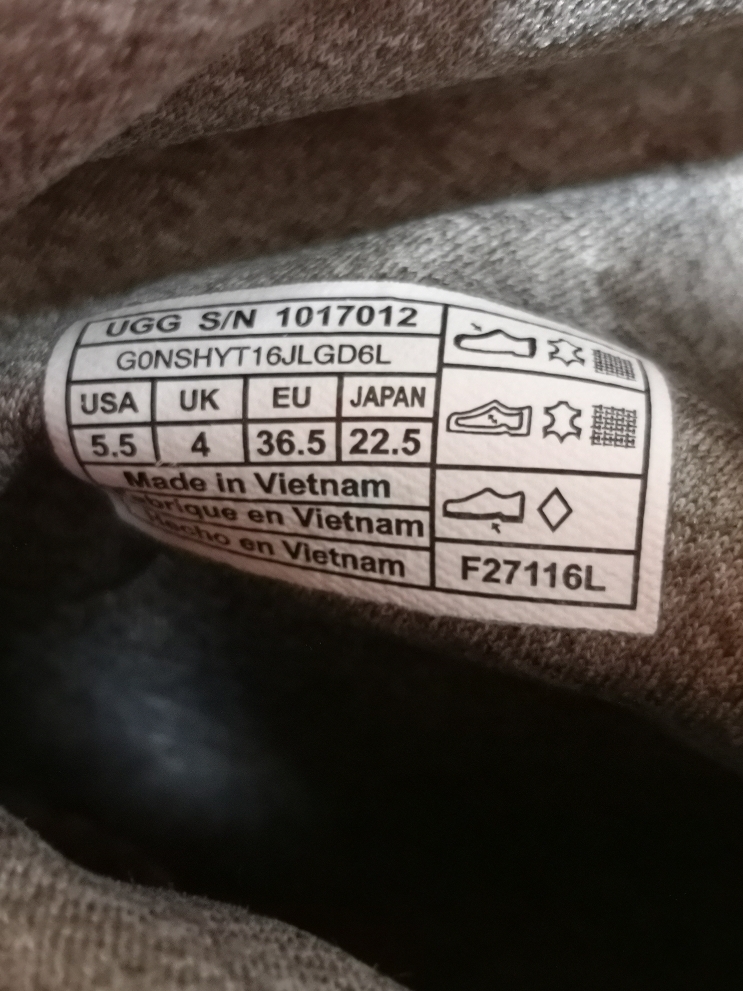 UGG S/N 1017012
G0NSHYT16JLGD6L
USA UK EU JAPAN
5.5 4 36.5 22.5
Made in Vietnam
en Vietnam
en Vietnam
F27116L